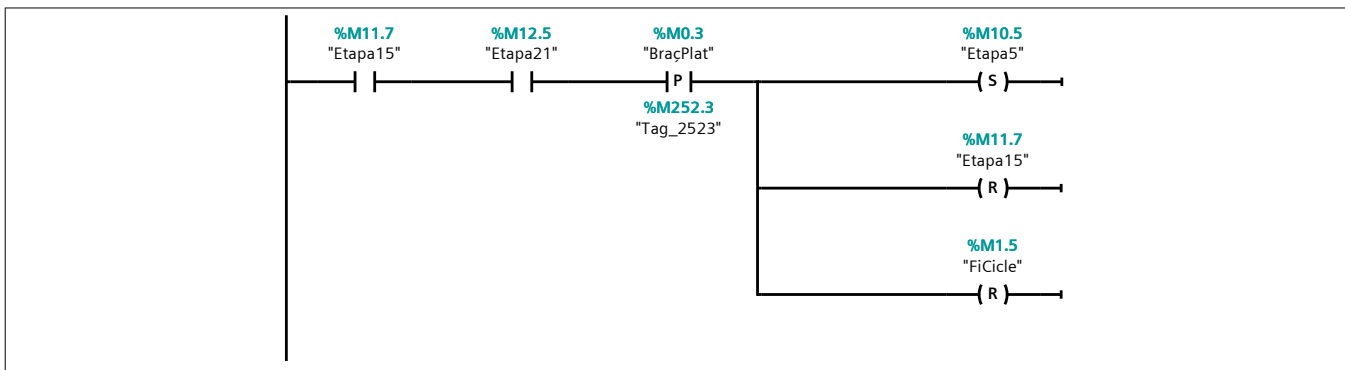 %M11.7 %M12.5 %M0.3 %M10.5
"Etapa15" "Etapa21" "BraçPlat" "Etapa5"
P S
%M252.3
"Tag_2523"
%M11.7
"Etapa15"
R
%M1.5
"FiCicle"
R